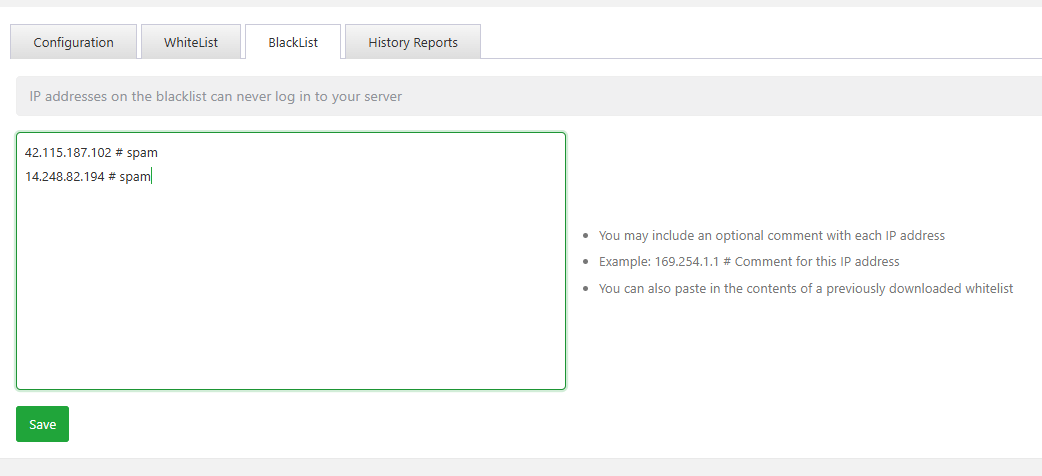 Configuration
WhiteList
BlackList
History Reports
IP addresses on the blacklist can never log in to your server
42.115.187.102 # spam
14.248.82.194 # spam
You may include an optional comment with each IP address
Example: 169.254.1.1 # Comment for this IP address
You can also paste in the contents of a previously downloaded whitelist
Save